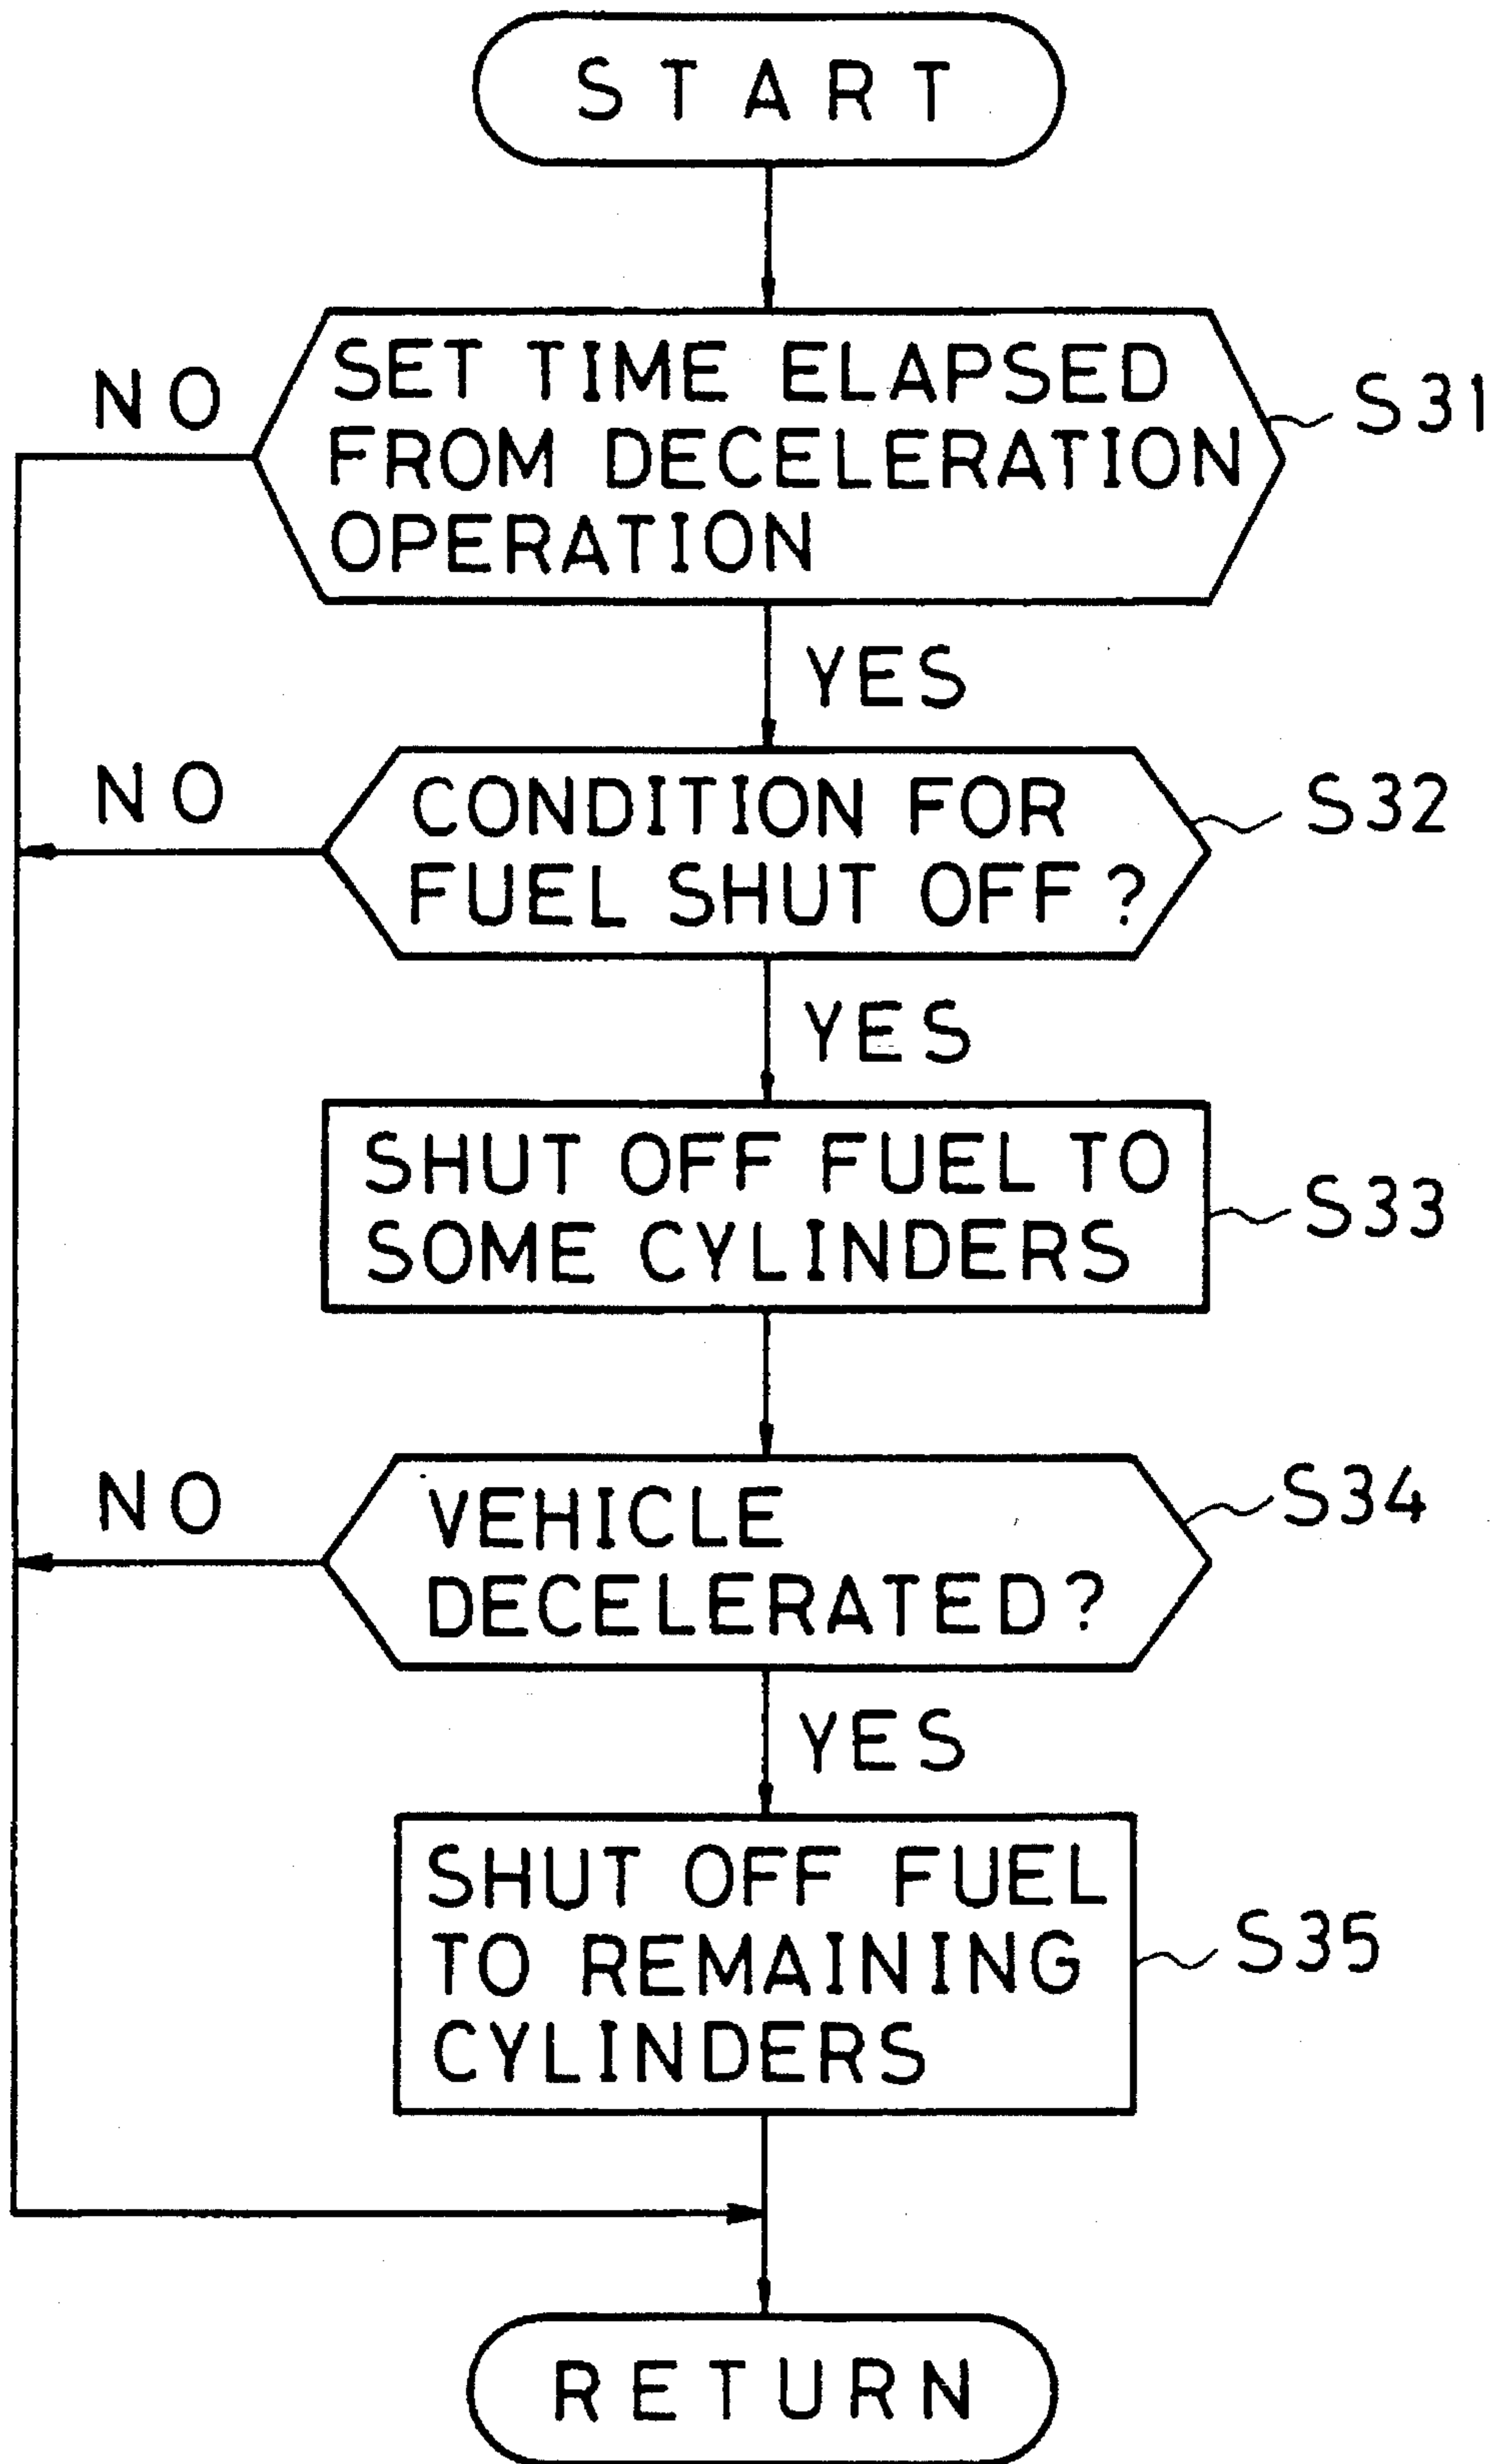 START
SET TIME ELAPSED
FROM DECELERATION
OPERATION
S31
NO
YES
CONDITION FOR
FUEL SHUT OFF?
S32
NO
YES
SHUT OFF FUEL TO
SOME CYLINDERS
S33
VEHICLE
DECELERATED?
S34
NO
YES
SHUT OFF FUEL
TO REMAINING
CYLINDERS
S35
RETURN